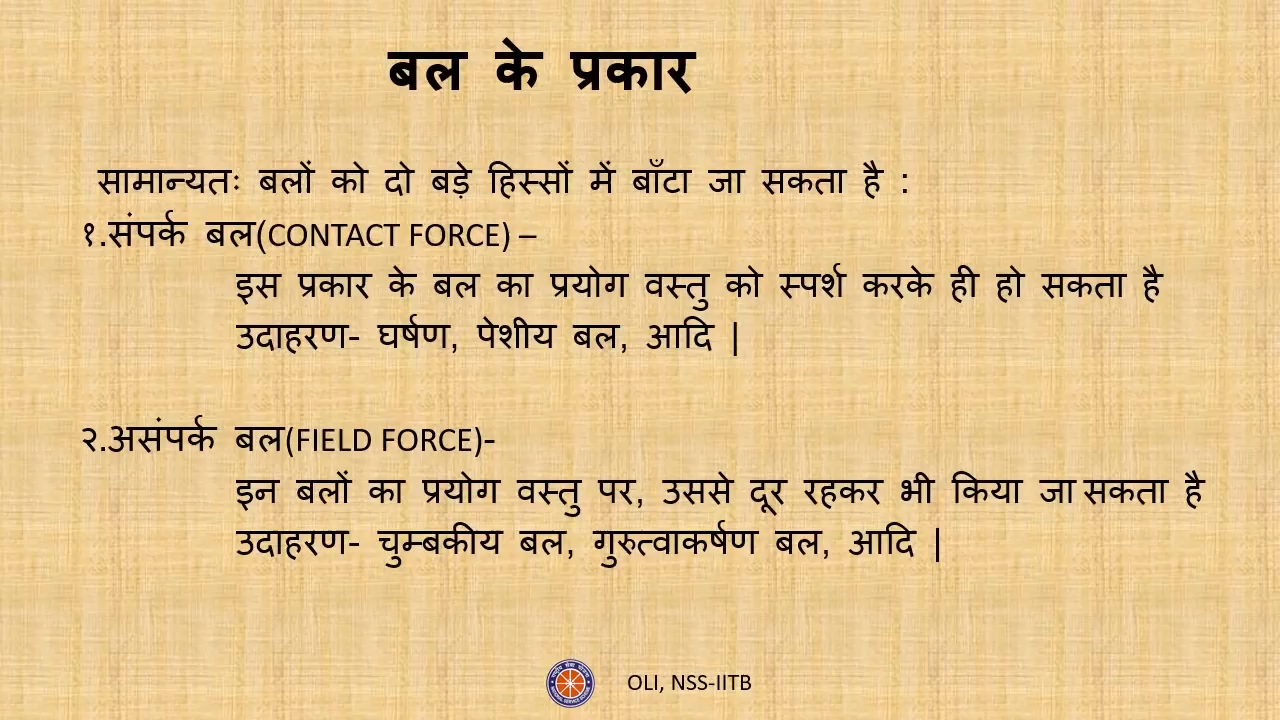 बल के प्रकार
सामान्यतः बलों को दो बड़े हिस्सों में बाँटा जा सकता है :
१.संपर्क बल(CONTACT FORCE) –
इस प्रकार के बल का प्रयोग वस्तु को स्पर्श करके ही हो सकता है
उदाहरण- घर्षण, पेशीय बल, आदि |
२.असंपर्क बल(FIELD FORCE)-
इन बलों का प्रयोग वस्तु पर, उससे दूर रहकर भी किया जा सकता है
उदाहरण- चुम्बकीय बल, गुरुत्वाकर्षण बल, आदि |
OLI, NSS-IITB